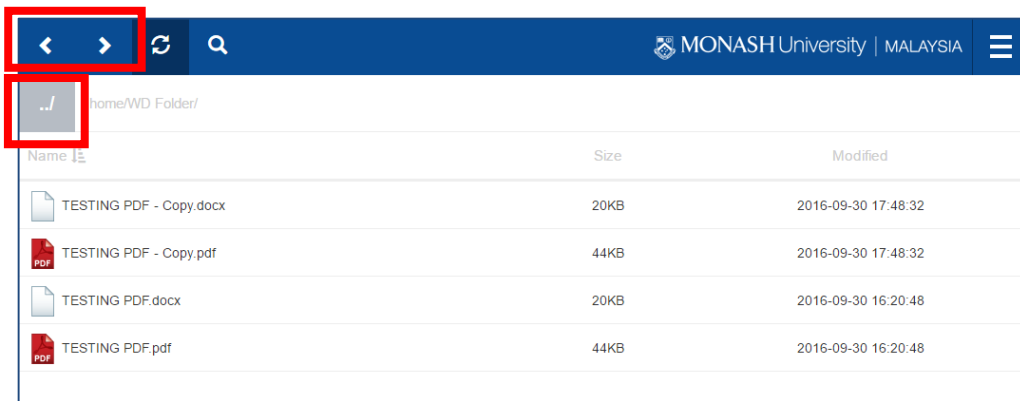 MONASH University | MALAYSIA
../ home/WD Folder/
Name Size Modified
TESTING PDF - Copy.docx 20KB 2016-09-30 17:48:32
PDF TESTING PDF - Copy.pdf 44KB 2016-09-30 17:48:32
TESTING PDF.docx 20KB 2016-09-30 16:20:48
PDF TESTING PDF.pdf 44KB 2016-09-30 16:20:48